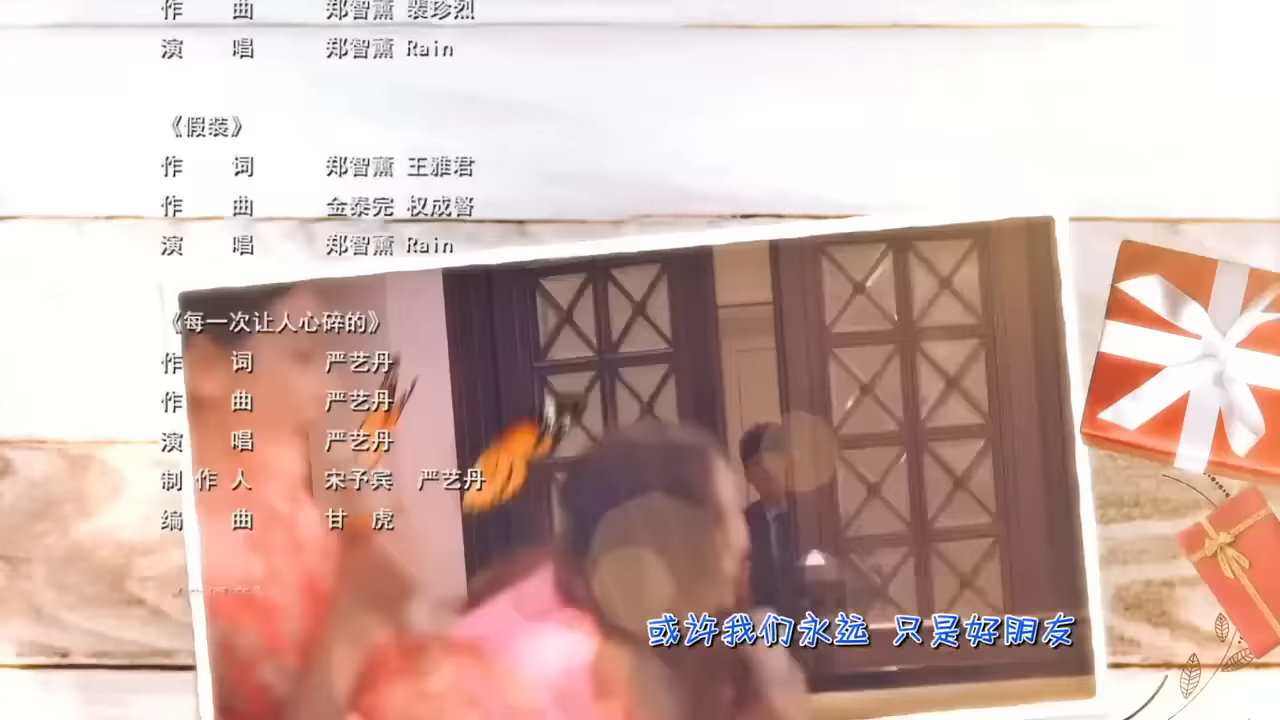 作 曲 郑智薰 裴珍烈
演 唱 郑智薰 Rain
《假装》
作 词 郑智薰 王雅君
作 曲 金泰完 权成謦
演 唱 郑智薰 Rain
《每一次让人心碎的》
作 词 严艺丹
作 曲 严艺丹
演 唱 严艺丹
制 作 人 宋予宾 严艺丹
编 曲 甘 虎
或许我们永远 只是好朋友